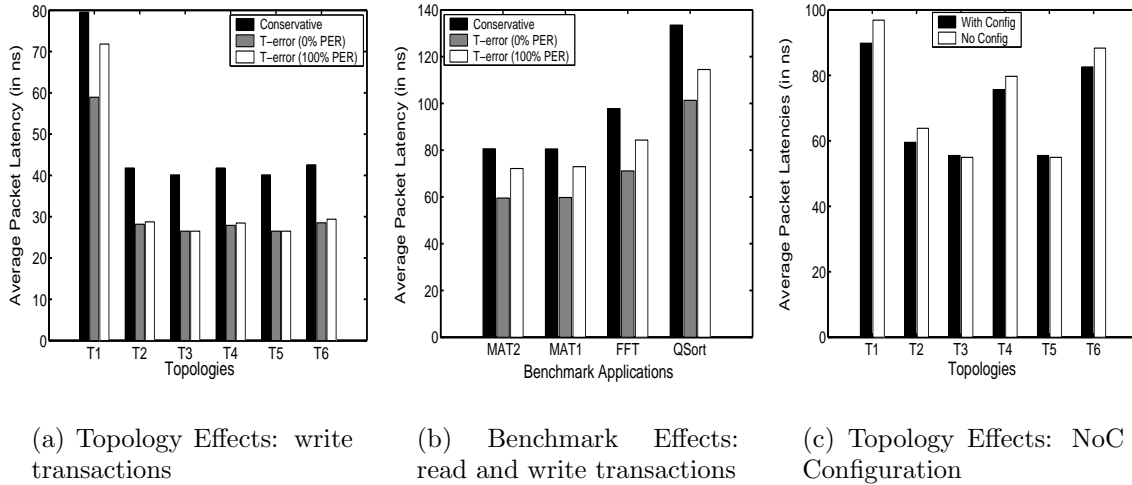 Average Packet Latency (in ns)
80
70
60
50
40
30
20
10
0
Conservative
T−error (0% PER)
T−error (100% PER)
T1 T2 T3 T4 T5 T6
Topologies
(a) Topology Effects: write
transactions
Average Packet Latency (in ns)
140
120
100
80
60
40
20
0
Conservative
T−error (0% PER)
T−error (100% PER)
MAT2 MAT1 FFT QSort
Benchmark Applications
(b) Benchmark Effects:
read and write transactions
Average Packet Latencies (in ns)
100
80
60
40
20
0
With Config
No Config
T1 T2 T3 T4 T5 T6
Topologies
(c) Topology Effects: NoC
Configuration